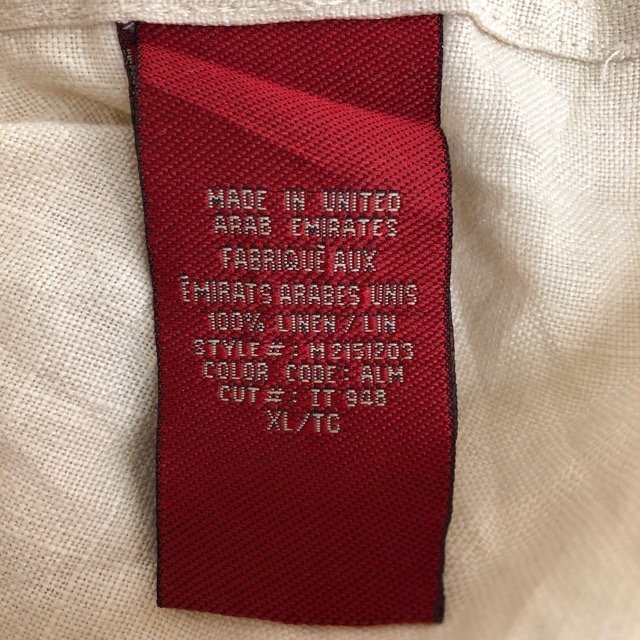 MADE IN UNITED
ARAB EMIRATES
FABRIQUÉ AUX
ÉMIRATS ARABES UNIS
100% LINEN / LIN
STYLE #: M2151203
COLOR CODE: ALM
CUT #: IT 948
XL/TG